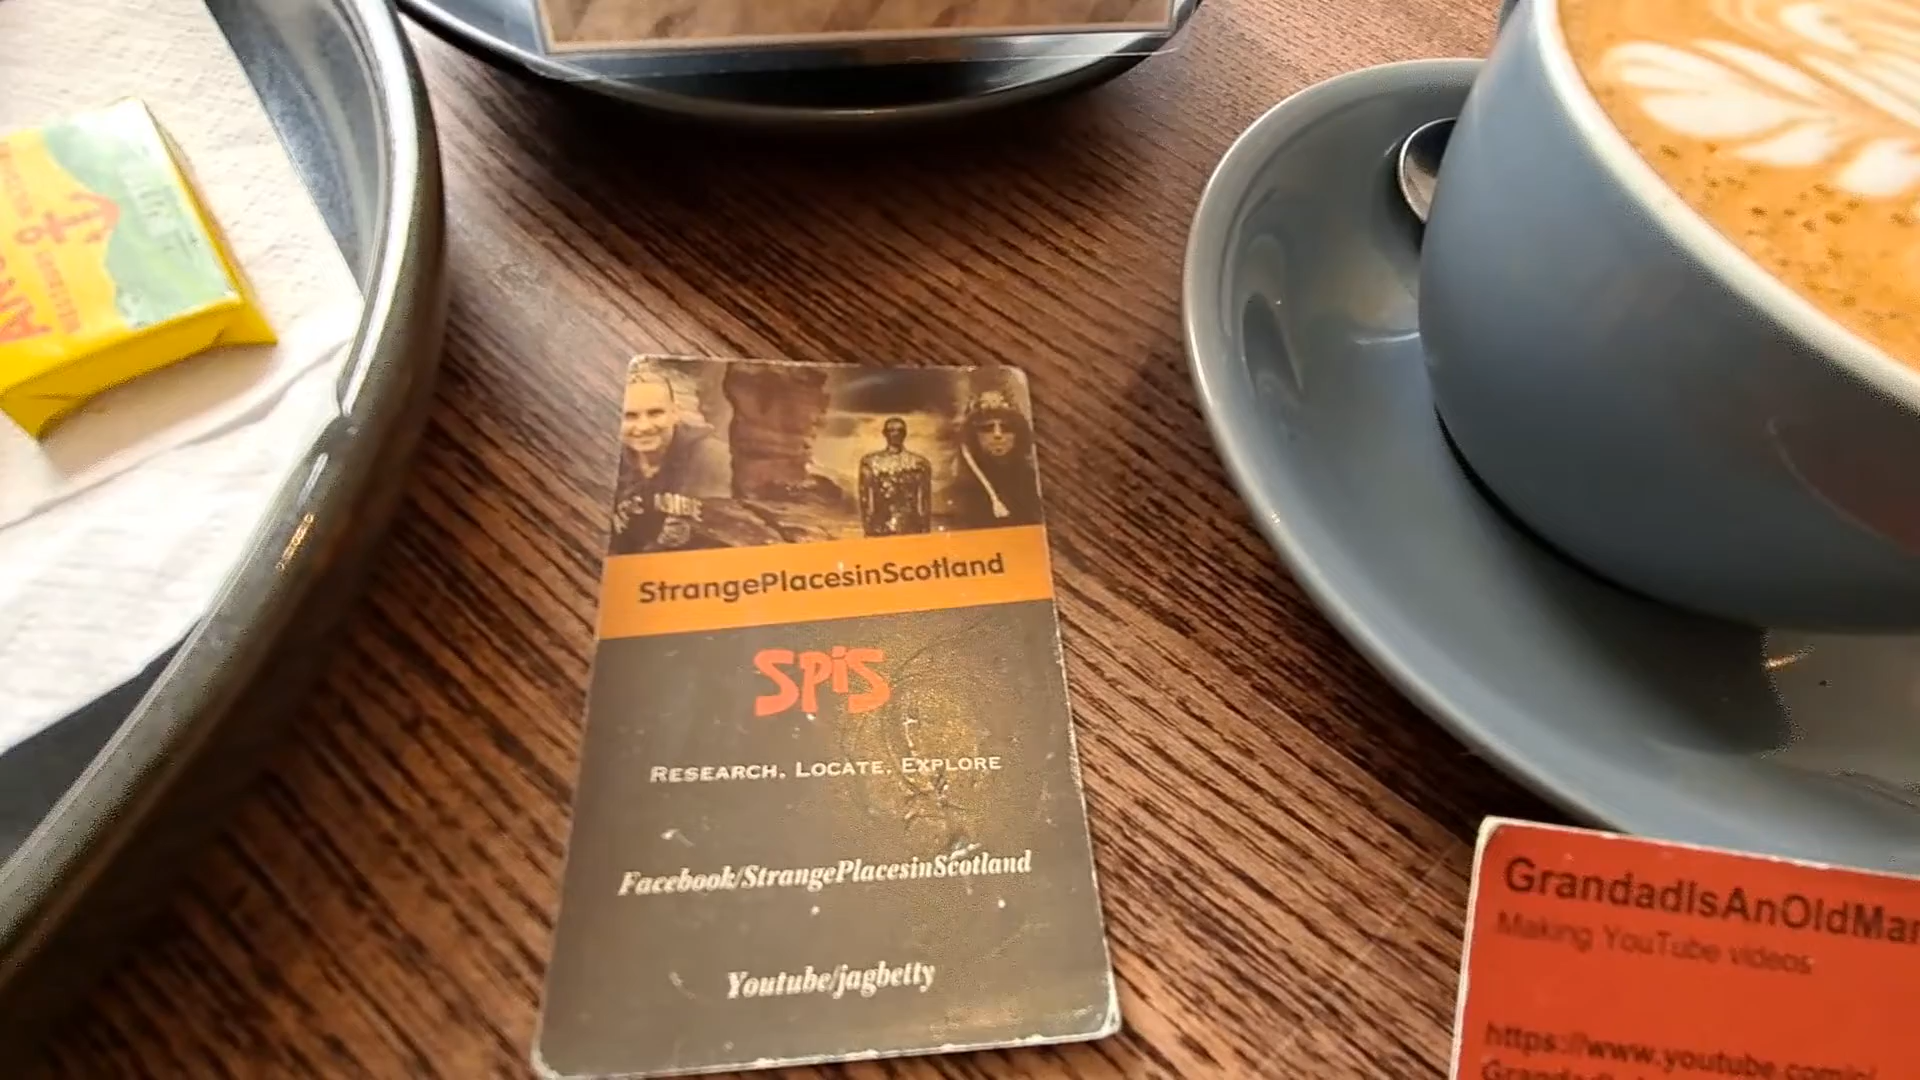 StrangePlacesinScotland
SPiS
RESEARCH. LOCATE. EXPLORE
Facebook/StrangePlacesinScotland
Youtube/jagbetty
GrandadIsAnOldMan
Making YouTube videos
https://www.youtube.com/c/